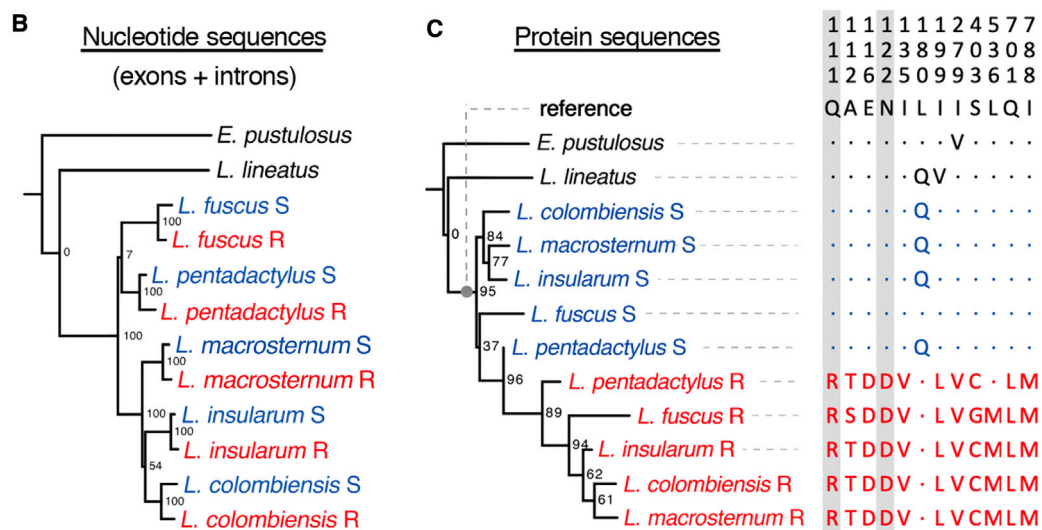 B
Nucleotide sequences
(exons + introns)
E. pustulosus
L. lineatus
L. fuscus S
100
L. fuscus R
0
7
L. pentadactylus S
100
L. pentadactylus R
100
L. macrosternum S
100
L. macrosternum R
100
L. insularum S
100
L. insularum R
54
L. colombiensis S
100
L. colombiensis R
C
Protein sequences
1 1 1 1 1 1 1 2 4 5 7 7
1 1 1 2 3 8 9 7 0 3 0 8
1 2 6 2 5 0 9 9 3 6 1 8
reference Q A E N I L I I S L Q I
E. pustulosus · · · · · · · V · · · ·
L. lineatus · · · · · Q V · · · · ·
L. colombiensis S · · · · · Q · · · · · ·
0
84
L. macrosternum S · · · · · Q · · · · · ·
77
L. insularum S · · · · · Q · · · · · ·
95
L. fuscus S · · · · · · · · · · · ·
37
L. pentadactylus S · · · · · Q · · · · · ·
96
L. pentadactylus R R T D D V · L V C · L M
89
L. fuscus R R S D D V · L V G M L M
94
L. insularum R R T D D V · L V C M L M
62
L. colombiensis R R T D D V · L V C M L M
61
L. macrosternum R R T D D V · L V C M L M